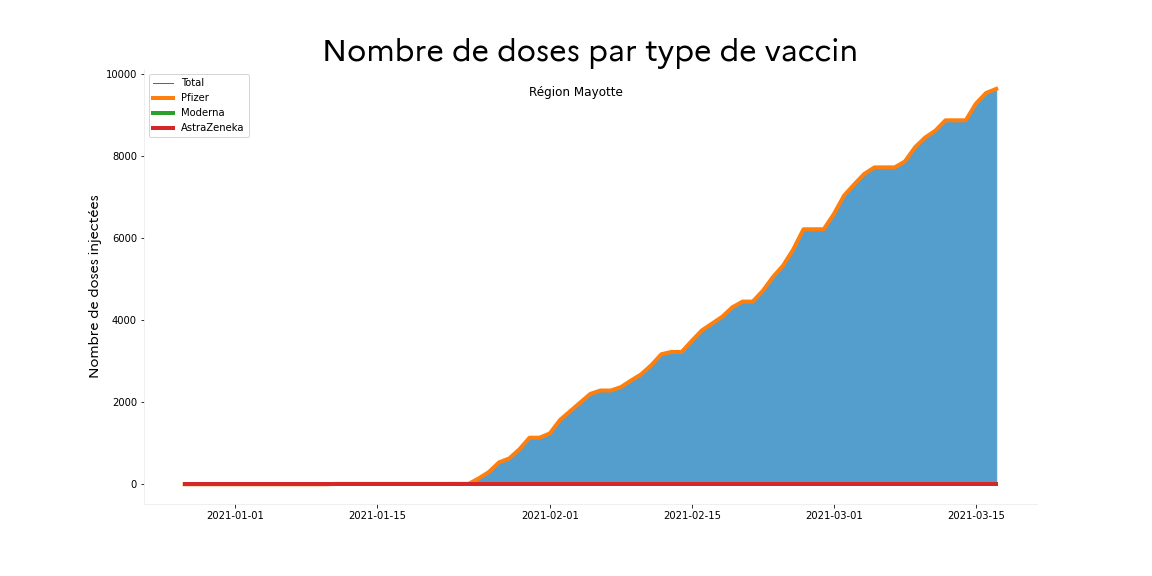 Nombre de doses par type de vaccin
Région Mayotte
Total
Pfizer
Moderna
AstraZeneka
Nombre de doses injectées
10000
8000
6000
4000
2000
0
2021-01-01
2021-01-15
2021-02-01
2021-02-15
2021-03-01
2021-03-15